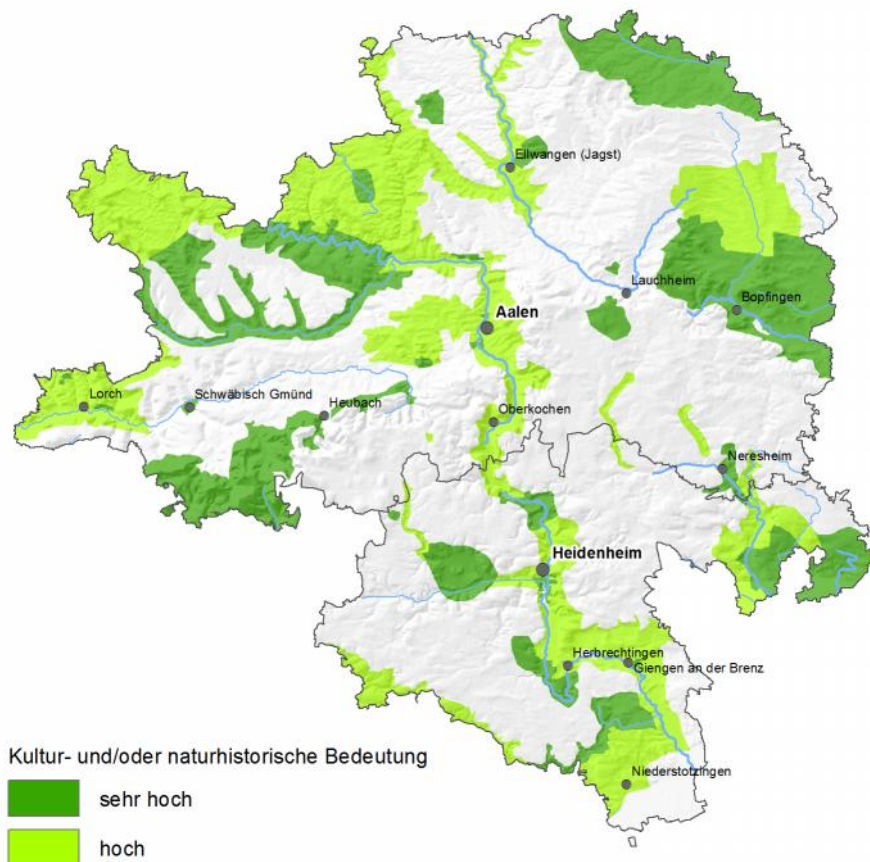 Ellwangen (Jagst)
Lauchheim
Bopfingen
Aalen
Lorch
Schwäbisch Gmünd
Heubach
Oberkochen
Neresheim
Heidenheim
Herbrechtingen
Giengen an der Brenz
Niederstotzingen
Kultur- und/oder naturhistorische Bedeutung
sehr hoch
hoch